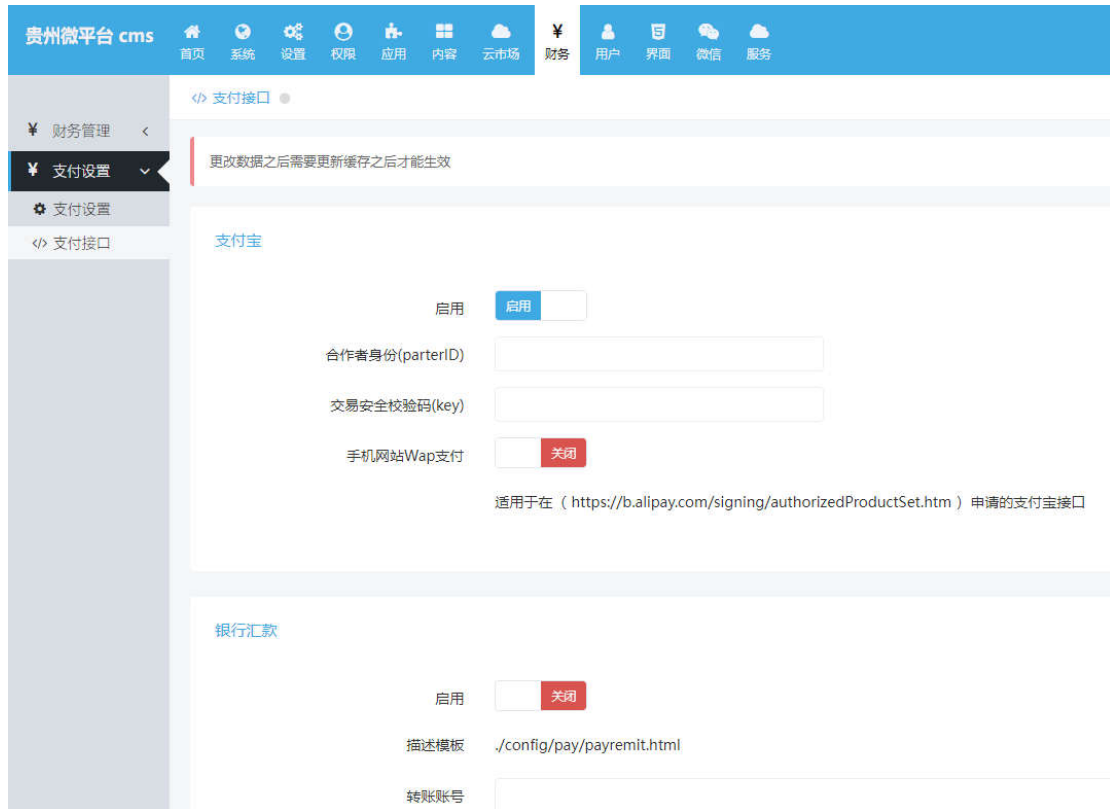 贵州微平台 cms
首页 系统 设置 权限 应用 内容 云市场 ¥ 财务 用户 界面 微信 服务
</> 支付接口
¥ 财务管理
¥ 支付设置
支付设置
</> 支付接口
更改数据之后需要更新缓存之后才能生效
支付宝
启用 启用
合作者身份(parterID)
交易安全校验码(key)
手机网站Wap支付 关闭
适用于在（ https://b.alipay.com/signing/authorizedProductSet.htm ）申请的支付宝接口
银行汇款
启用 关闭
描述模板 ./config/pay/payremit.html
转账账号